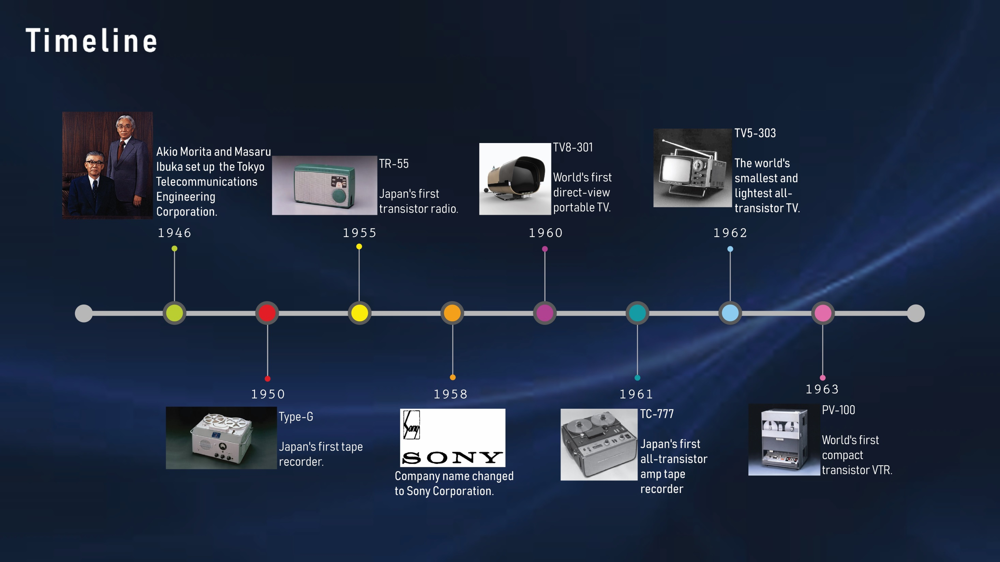 Timeline
Akio Morita and Masaru
Ibuka set up  the Tokyo
Telecommunications
Engineering
Corporation.
1946
TR-55
Japan's first
transistor radio.
1955
TV8-301
World's first
direct-view
portable TV.
SONY
1960
TV5-303
The world's
smallest and
lightest all-
transistor TV.
1962
1950
Type-G
Japan's first tape
recorder.
1958
Sony
SONY
Company name changed
to Sony Corporation.
1961
TC-777
Japan's first
all-transistor
amp tape
recorder
1963
PV-100
World's first
compact
transistor VTR.